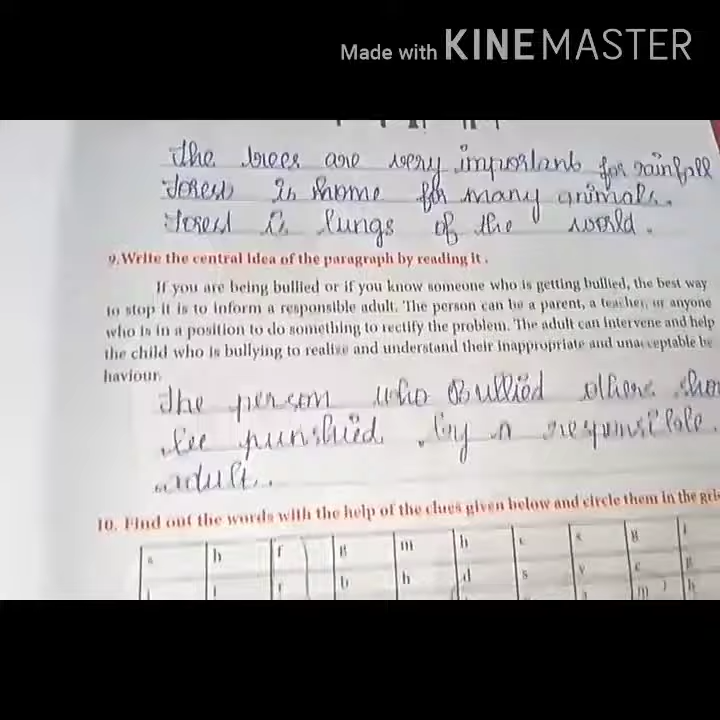 Made with KINEMASTER
The trees are very important for rainfall
Forest is home for many animals.
Forest is lungs of the world.
9.Write the central idea of the paragraph by reading it .
If you are being bullied or if you know someone who is getting bullied, the best way
to stop it is to inform a responsible adult. The person can be a parent, a teacher, or anyone
who is in a position to do something to rectify the problem. The adult can intervene and help
the child who is bullying to realise and understand their inappropriate and unacceptable be
haviour.
The person who Bullied others sho
bee punshied by a responsible
adult.
10. Find out the words with the help of the clues given below and circle them in the gri
h f g m h
b h d s v